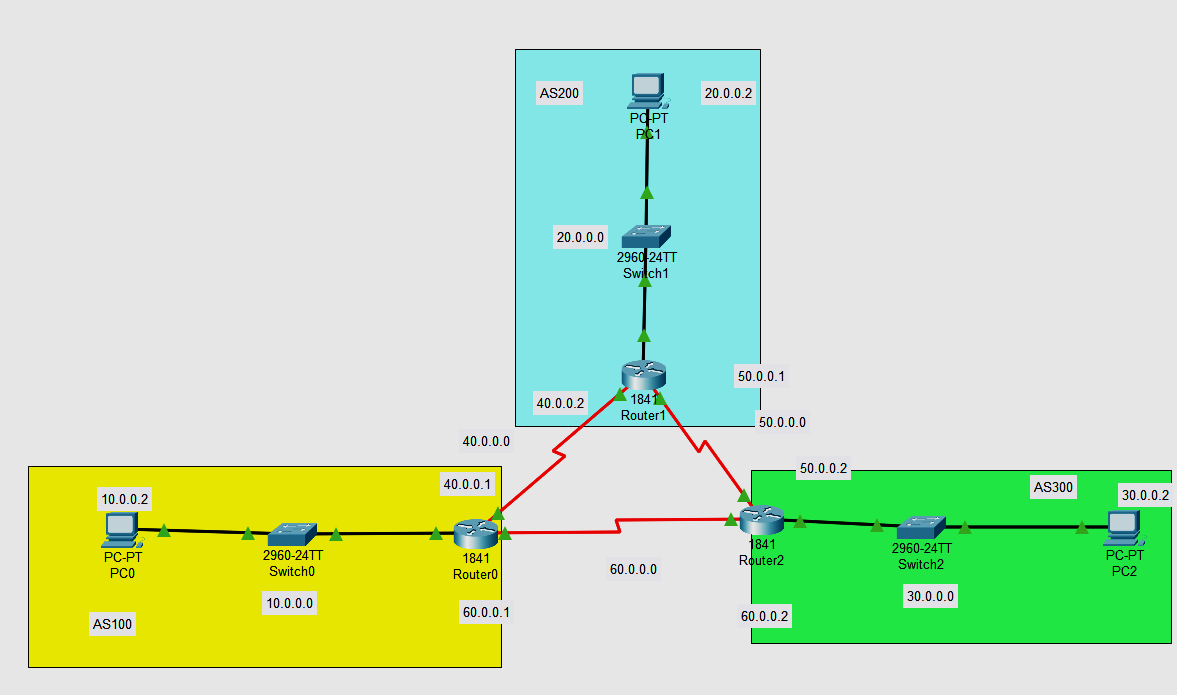 AS200
20.0.0.2
PC-PT
PC1
20.0.0.0
2960-24TT
Switch1
50.0.0.1
40.0.0.2
1841
Router1
50.0.0.0
40.0.0.0
50.0.0.2
40.0.0.1
AS300
10.0.0.2
30.0.0.2
PC-PT
PC0
2960-24TT
Switch0
1841
Router0
60.0.0.0
1841
Router2
2960-24TT
Switch2
PC-PT
PC2
10.0.0.0
30.0.0.0
60.0.0.1
60.0.0.2
AS100